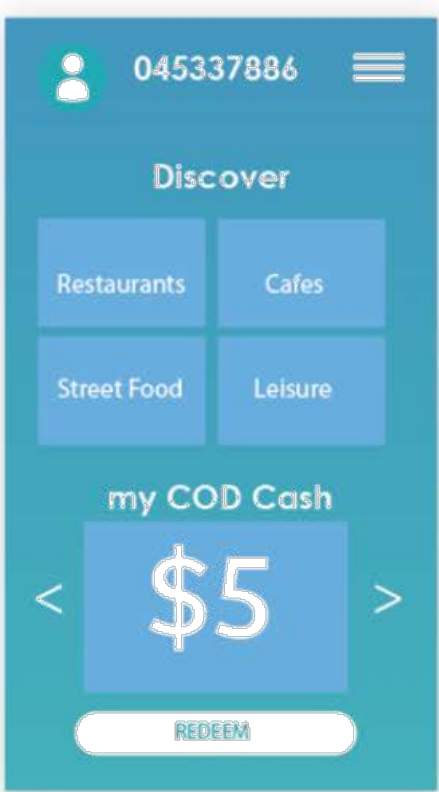 045337886
Discover
Restaurants
Cafes
Street Food
Leisure
my COD Cash
< $5 >
REDEEM